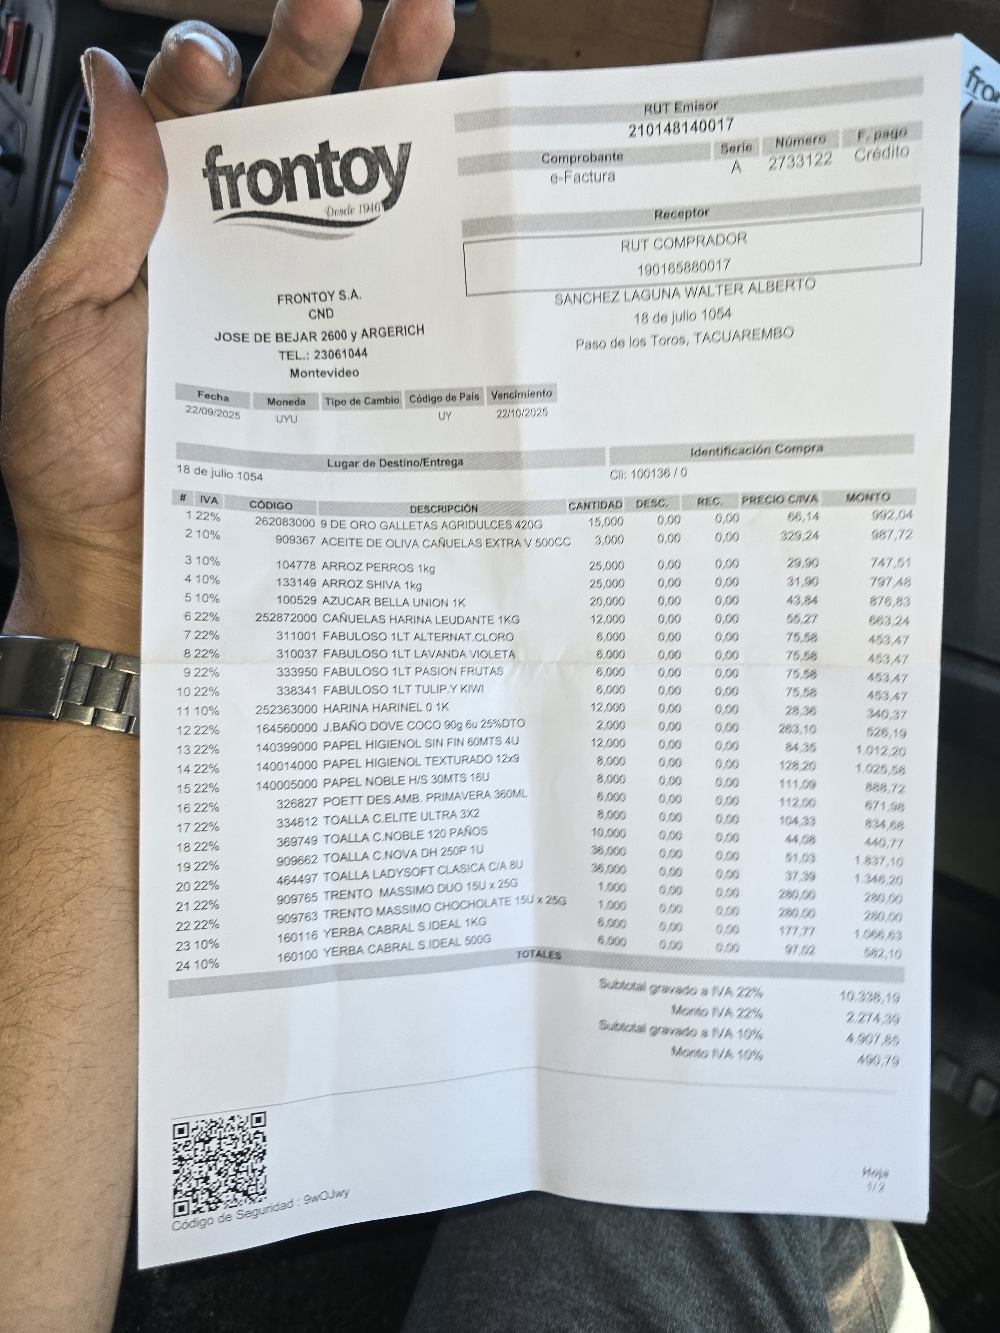 frontoy
Desde 1946
fro
RUT Emisor
210148140017
Comprobante Serie Número F. pago
e-Factura A 2733122 Crédito
Receptor
RUT COMPRADOR
190165880017
SANCHEZ LAGUNA WALTER ALBERTO
18 de julio 1054
Paso de los Toros, TACUAREMBO
FRONTOY S.A.
CND
JOSE DE BEJAR 2600 y ARGERICH
TEL.: 23061044
Montevideo
Fecha Moneda Tipo de Cambio Código de País Vencimiento
22/09/2025 UYU UY 22/10/2025
Lugar de Destino/Entrega Identificación Compra
18 de julio 1054 Cli: 100136 / 0
# IVA CÓDIGO DESCRIPCIÓN CANTIDAD DESC. REC. PRECIO C/IVA MONTO
1 22% 262083000 9 DE ORO GALLETAS AGRIDULCES 420G 15,000 0,00 0,00 66,14 992,04
2 10% 909367 ACEITE DE OLIVA CAÑUELAS EXTRA V 500CC 3,000 0,00 0,00 329,24 987,72
3 10% 104778 ARROZ PERROS 1kg 25,000 0,00 0,00 29,90 747,51
4 10% 133149 ARROZ SHIVA 1kg 25,000 0,00 0,00 31,90 797,48
5 10% 100529 AZUCAR BELLA UNION 1K 20,000 0,00 0,00 43,84 876,83
6 22% 252872000 CAÑUELAS HARINA LEUDANTE 1KG 12,000 0,00 0,00 55,27 663,24
7 22% 311001 FABULOSO 1LT ALTERNAT.CLORO 6,000 0,00 0,00 75,58 453,47
8 22% 310037 FABULOSO 1LT LAVANDA VIOLETA 6,000 0,00 0,00 75,58 453,47
9 22% 333950 FABULOSO 1LT PASION FRUTAS 6,000 0,00 0,00 75,58 453,47
10 22% 338341 FABULOSO 1LT TULIP.Y KIWI 6,000 0,00 0,00 75,58 453,47
11 10% 252363000 HARINA HARINEL 0 1K 12,000 0,00 0,00 28,36 340,37
12 22% 164560000 J.BAÑO DOVE COCO 90g 6u 25%DTO 2,000 0,00 0,00 263,10 526,19
13 22% 140399000 PAPEL HIGIENOL SIN FIN 60MTS 4U 12,000 0,00 0,00 84,35 1.012,20
14 22% 140014000 PAPEL HIGIENOL TEXTURADO 12x9 8,000 0,00 0,00 128,20 1.025,58
15 22% 140005000 PAPEL NOBLE H/S 30MTS 16U 8,000 0,00 0,00 111,09 888,72
16 22% 326827 POETT DES.AMB. PRIMAVERA 360ML 6,000 0,00 0,00 112,00 671,98
17 22% 334612 TOALLA C.ELITE ULTRA 3X2 8,000 0,00 0,00 104,33 834,68
18 22% 369749 TOALLA C.NOBLE 120 PAÑOS 10,000 0,00 0,00 44,08 440,77
19 22% 909662 TOALLA C.NOVA DH 250P 1U 36,000 0,00 0,00 51,03 1.837,10
20 22% 464497 TOALLA LADYSOFT CLASICA C/A 8U 36,000 0,00 0,00 37,39 1.346,20
21 22% 909765 TRENTO MASSIMO DUO 15U x 25G 1,000 0,00 0,00 280,00 280,00
22 22% 909763 TRENTO MASSIMO CHOCHOLATE 15U x 25G 1,000 0,00 0,00 280,00 280,00
23 10% 160116 YERBA CABRAL S.IDEAL 1KG 6,000 0,00 0,00 177,77 1.066,63
24 10% 160100 YERBA CABRAL S.IDEAL 500G 6,000 0,00 0,00 97,02 582,10
TOTALES
Subtotal gravado a IVA 22% 10.338,19
Monto IVA 22% 2.274,39
Subtotal gravado a IVA 10% 4.907,85
Monto IVA 10% 490,79
Código de Seguridad : 9wOJwy
Hoja
1/2